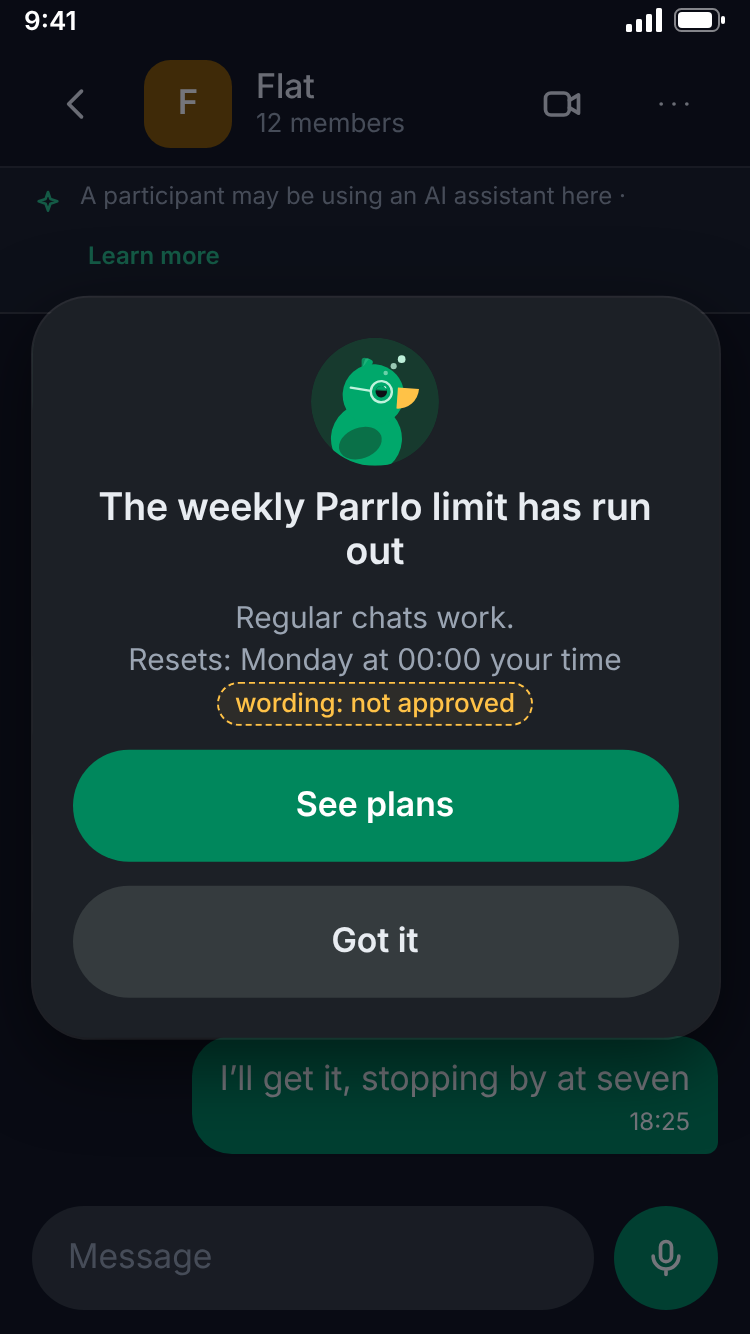 9:41
F
Flat
12 members
A participant may be using an AI assistant here ·
Learn more
The weekly Parrlo limit has run
out
Regular chats work.
Resets: Monday at 00:00 your time
wording: not approved
See plans
Got it
I’ll get it, stopping by at seven
18:25
Message